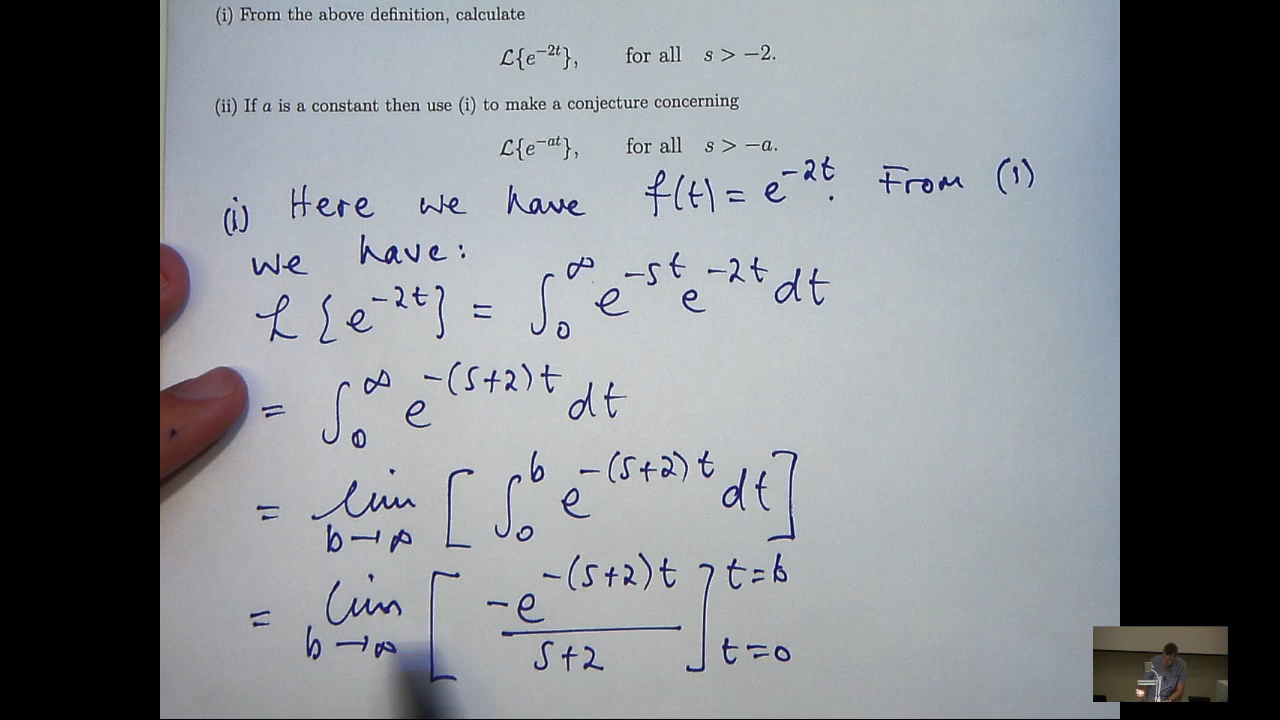 (i) From the above definition, calculate
ℒ{e^{-2t}}, for all s > −2.
(ii) If a is a constant then use (i) to make a conjecture concerning
ℒ{e^{-at}}, for all s > −a.
(i) Here we have f(t) = e^{-2t}. From (1)
we have:
ℒ{e^{-2t}} = ∫_0^∞ e^{-st} e^{-2t} dt
= ∫_0^∞ e^{-(s+2)t} dt
= lim_{b→∞} [ ∫_0^b e^{-(s+2)t} dt ]
= lim_{b→∞} [ -e^{-(s+2)t} / s+2 ]_{t=0}^{t=b}